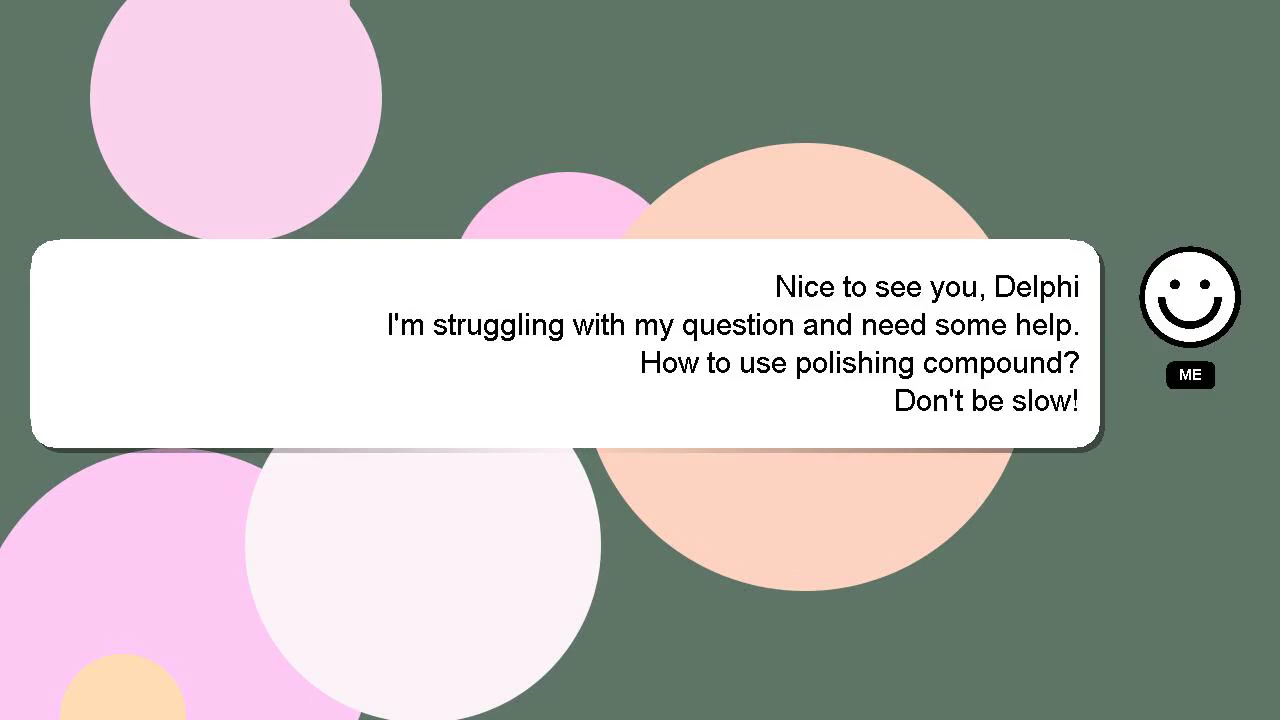 Nice to see you, Delphi
I'm struggling with my question and need some help.
How to use polishing compound?
Don't be slow!
ME